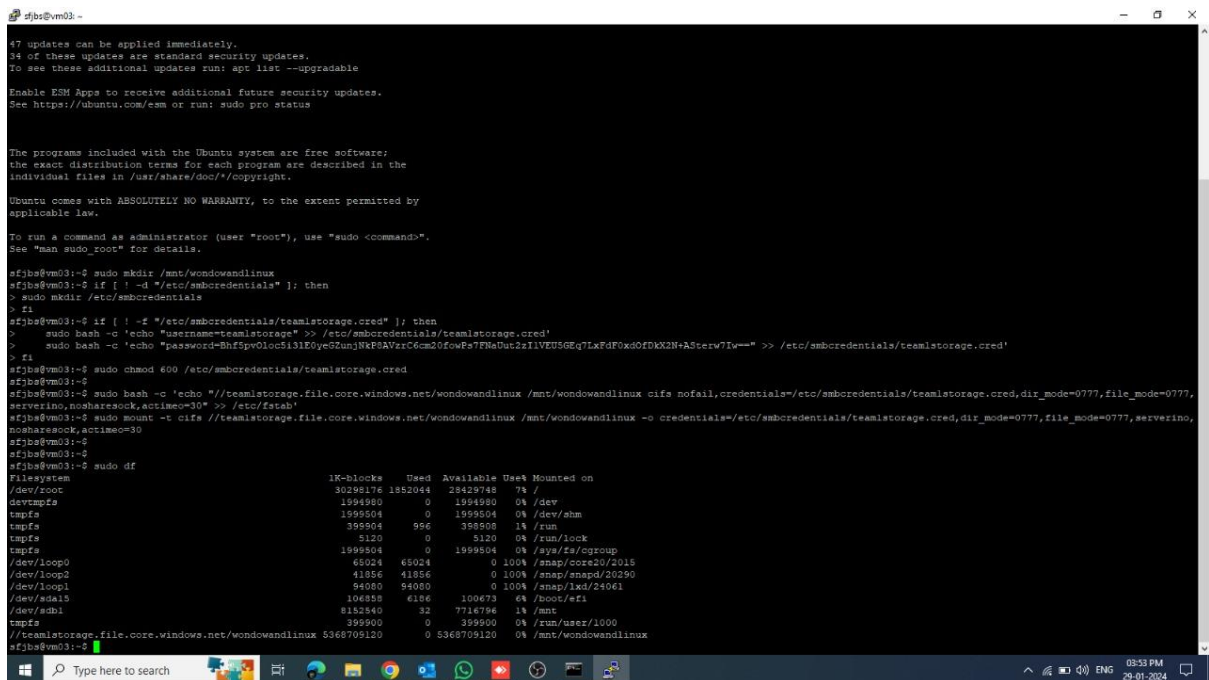 sfjbs@vm03: ~
47 updates can be applied immediately.
34 of these updates are standard security updates.
To see these additional updates run: apt list --upgradable
Enable ESM Apps to receive additional future security updates.
See https://ubuntu.com/esm or run: sudo pro status
The programs included with the Ubuntu system are free software;
the exact distribution terms for each program are described in the
individual files in /usr/share/doc/*/copyright.
Ubuntu comes with ABSOLUTELY NO WARRANTY, to the extent permitted by
applicable law.
To run a command as administrator (user "root"), use "sudo <command>".
See "man sudo_root" for details.
sfjbs@vm03:~$ sudo mkdir /mnt/wondowandlinux
sfjbs@vm03:~$ if [ ! -d "/etc/smbcredentials" ]; then
> sudo mkdir /etc/smbcredentials
> fi
sfjbs@vm03:~$ if [ ! -f "/etc/smbcredentials/team1storage.cred" ]; then
>     sudo bash -c 'echo "username=team1storage" >> /etc/smbcredentials/team1storage.cred'
>     sudo bash -c 'echo " >> /etc/smbcredentials/team1storage.cred'
> fi
sfjbs@vm03:~$ sudo chmod 600 /etc/smbcredentials/team1storage.cred
sfjbs@vm03:~$
sfjbs@vm03:~$ sudo bash -c 'echo "//team1storage.file.core.windows.net/wondowandlinux /mnt/wondowandlinux cifs nofail,credentials=/etc/smbcredentials/team1storage.cred,dir_mode=0777,file_mode=0777,
serverino,nosharesock,actimeo=30" >> /etc/fstab'
sfjbs@vm03:~$ sudo mount -t cifs //team1storage.file.core.windows.net/wondowandlinux /mnt/wondowandlinux -o credentials=/etc/smbcredentials/team1storage.cred,dir_mode=0777,file_mode=0777,serverino,
nosharesock,actimeo=30
sfjbs@vm03:~$
sfjbs@vm03:~$
sfjbs@vm03:~$ sudo df
Filesystem 1K-blocks Used Available Use% Mounted on
/dev/root 30298176 1852044 28429748 7% /
devtmpfs 1994980 0 1994980 0% /dev
tmpfs 1999504 0 1999504 0% /dev/shm
tmpfs 399904 996 398908 1% /run
tmpfs 5120 0 5120 0% /run/lock
tmpfs 1999504 0 1999504 0% /sys/fs/cgroup
/dev/loop0 65024 65024 0 100% /snap/core20/2015
/dev/loop2 41856 41856 0 100% /snap/snapd/20290
/dev/loop1 94080 94080 0 100% /snap/lxd/24061
/dev/sda15 106858 6186 100673 6% /boot/efi
/dev/sdb1 8152540 32 7716796 1% /mnt
tmpfs 399900 0 399900 0% /run/user/1000
//team1storage.file.core.windows.net/wondowandlinux 5368709120 0 5368709120 0% /mnt/wondowandlinux
sfjbs@vm03:~$
Type here to search
ENG
03:53 PM
29-01-2024